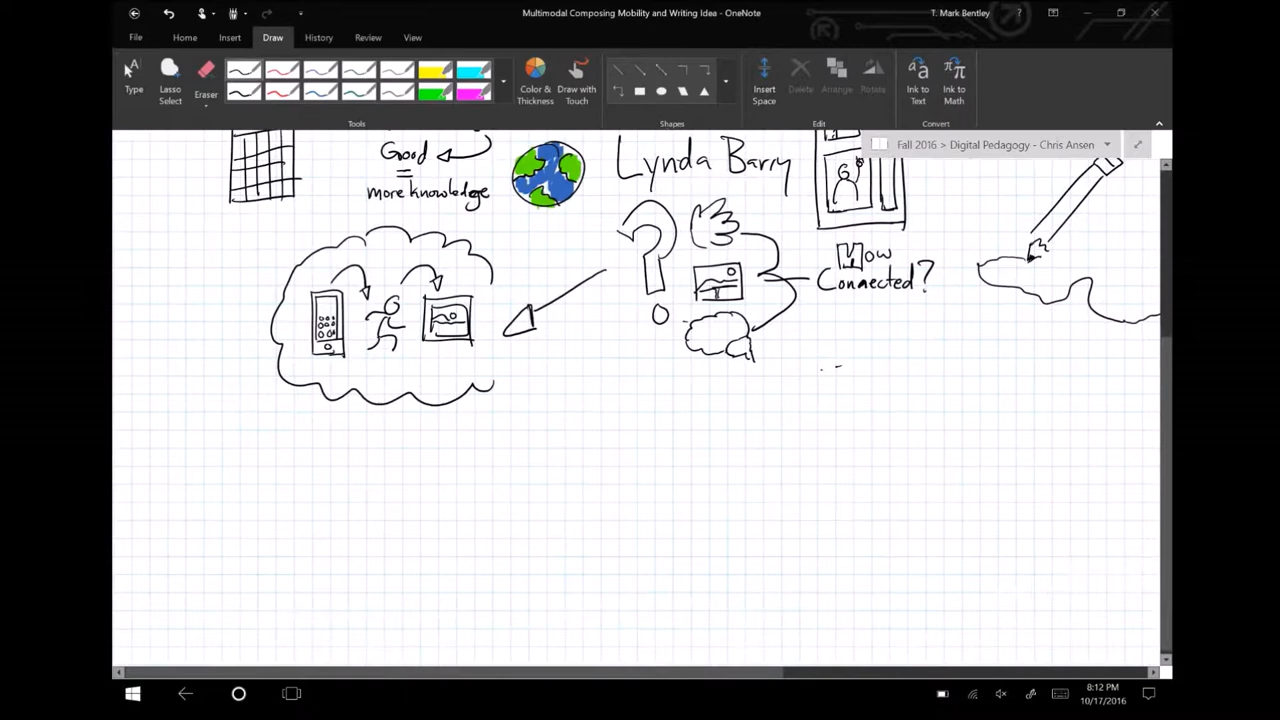 Multimodal Composing Mobility and Writing Idea - OneNote
T. Mark Bentley
?
File
Home
Insert
Draw
History
Review
View
Type
Lasso
Select
Eraser
Color &
Thickness
Draw with
Touch
Insert
Space
Delete
Arrange
Rotate
Ink to
Text
Ink to
Math
Tools
Shapes
Edit
Convert
Fall 2016 > Digital Pedagogy - Chris Ansen
Good
=
more knowledge
Lynda Barry
?
How
Connected?
8:12 PM
10/17/2016